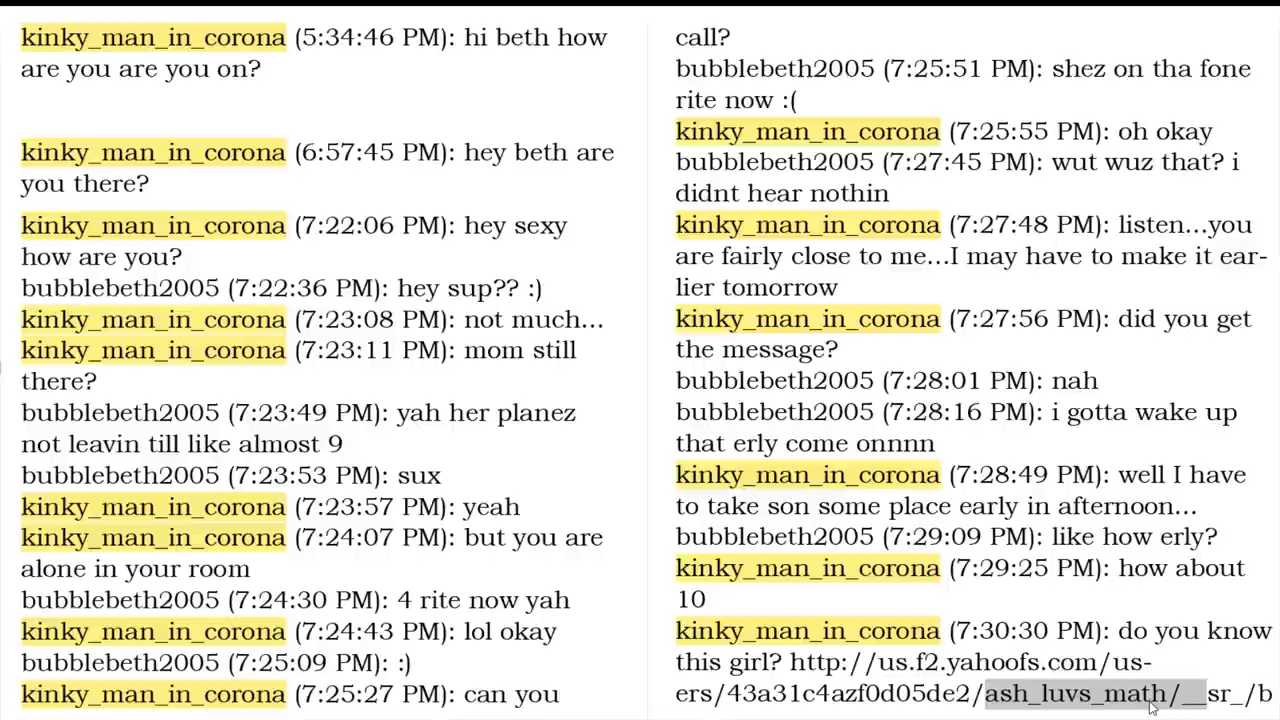 kinky_man_in_corona (5:34:46 PM): hi beth how
are you are you on?
kinky_man_in_corona (6:57:45 PM): hey beth are
you there?
kinky_man_in_corona (7:22:06 PM): hey sexy
how are you?
bubblebeth2005 (7:22:36 PM): hey sup?? :)
kinky_man_in_corona (7:23:08 PM): not much...
kinky_man_in_corona (7:23:11 PM): mom still
there?
bubblebeth2005 (7:23:49 PM): yah her planez
not leavin till like almost 9
bubblebeth2005 (7:23:53 PM): sux
kinky_man_in_corona (7:23:57 PM): yeah
kinky_man_in_corona (7:24:07 PM): but you are
alone in your room
bubblebeth2005 (7:24:30 PM): 4 rite now yah
kinky_man_in_corona (7:24:43 PM): lol okay
bubblebeth2005 (7:25:09 PM): :)
kinky_man_in_corona (7:25:27 PM): can you
call?
bubblebeth2005 (7:25:51 PM): shez on tha fone
rite now :(
kinky_man_in_corona (7:25:55 PM): oh okay
bubblebeth2005 (7:27:45 PM): wut wuz that? i
didnt hear nothin
kinky_man_in_corona (7:27:48 PM): listen...you
are fairly close to me...I may have to make it ear-
lier tomorrow
kinky_man_in_corona (7:27:56 PM): did you get
the message?
bubblebeth2005 (7:28:01 PM): nah
bubblebeth2005 (7:28:16 PM): i gotta wake up
that erly come onnnn
kinky_man_in_corona (7:28:49 PM): well I have
to take son some place early in afternoon...
bubblebeth2005 (7:29:09 PM): like how erly?
kinky_man_in_corona (7:29:25 PM): how about
10
kinky_man_in_corona (7:30:30 PM): do you know
this girl? http://us.f2.yahoofs.com/us-
ers/43a31c4azf0d05de2/ash_luvs_math/__sr_/b